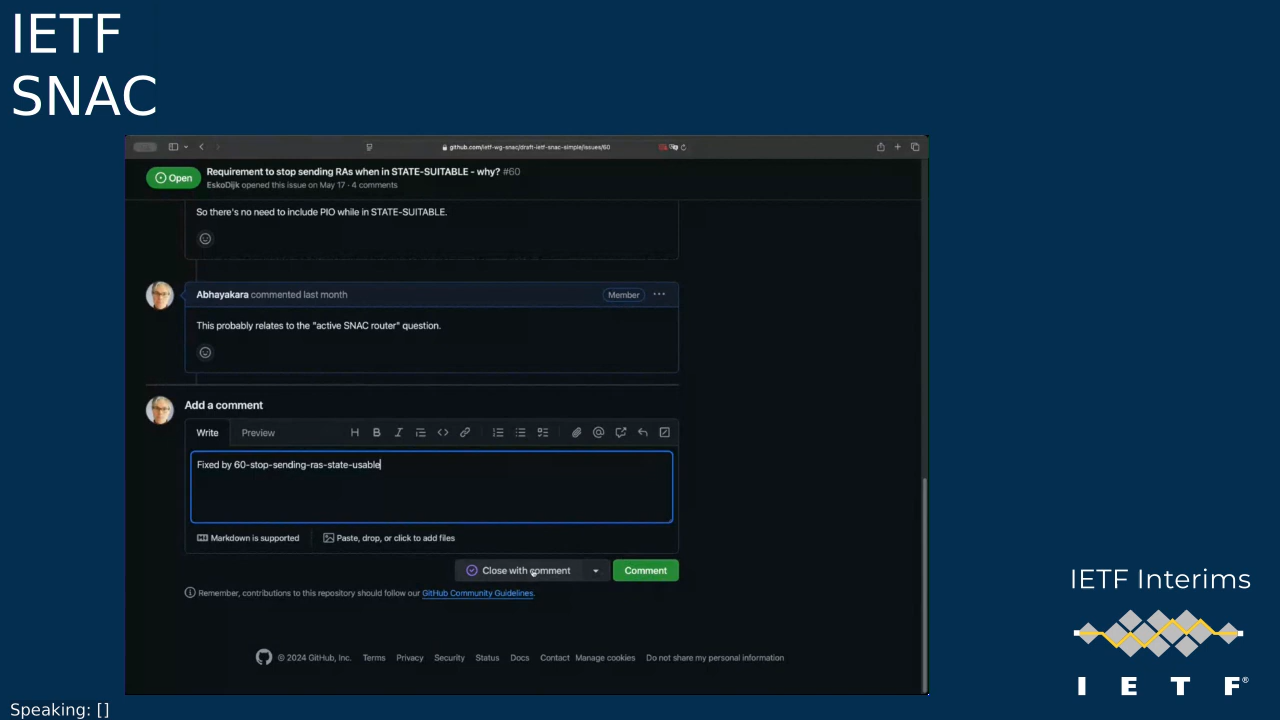 IETF
SNAC
github.com/ietf-wg-snac/draft-ietf-snac-simple/issues/60
Open
Requirement to stop sending RAs when in STATE-SUITABLE - why? #60
EskoDijk opened this issue on May 17 · 4 comments
So there's no need to include PIO while in STATE-SUITABLE.
Abhayakara commented last month
Member
This probably relates to the "active SNAC router" question.
Add a comment
Write
Preview
Fixed by 60-stop-sending-ras-state-usable
Markdown is supported
Paste, drop, or click to add files
Close with comment
Comment
Remember, contributions to this repository should follow our GitHub Community Guidelines.
© 2024 GitHub, Inc. Terms Privacy Security Status Docs Contact Manage cookies Do not share my personal information
IETF Interims
I E T F®
Speaking: []